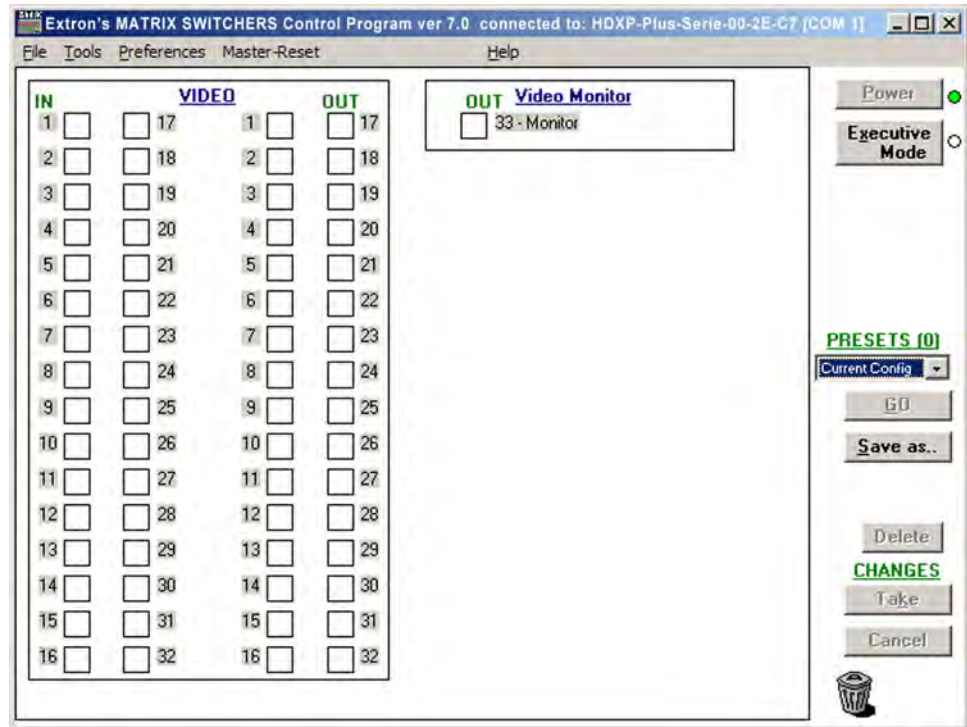 Extron's MATRIX SWITCHERS Control Program ver 7.0 connected to: HDXP-Plus-Serie-00-2E-C7 (COM 1)
File Tools Preferences Master-Reset Help
IN VIDEO OUT
1 17 1 17
2 18 2 18
3 19 3 19
4 20 4 20
5 21 5 21
6 22 6 22
7 23 7 23
8 24 8 24
9 25 9 25
10 26 10 26
11 27 11 27
12 28 12 28
13 29 13 29
14 30 14 30
15 31 15 31
16 32 16 32
OUT Video Monitor
33 - Monitor
Power
Executive
Mode
PRESETS (0)
Current Config
GO
Save as..
Delete
CHANGES
Take
Cancel